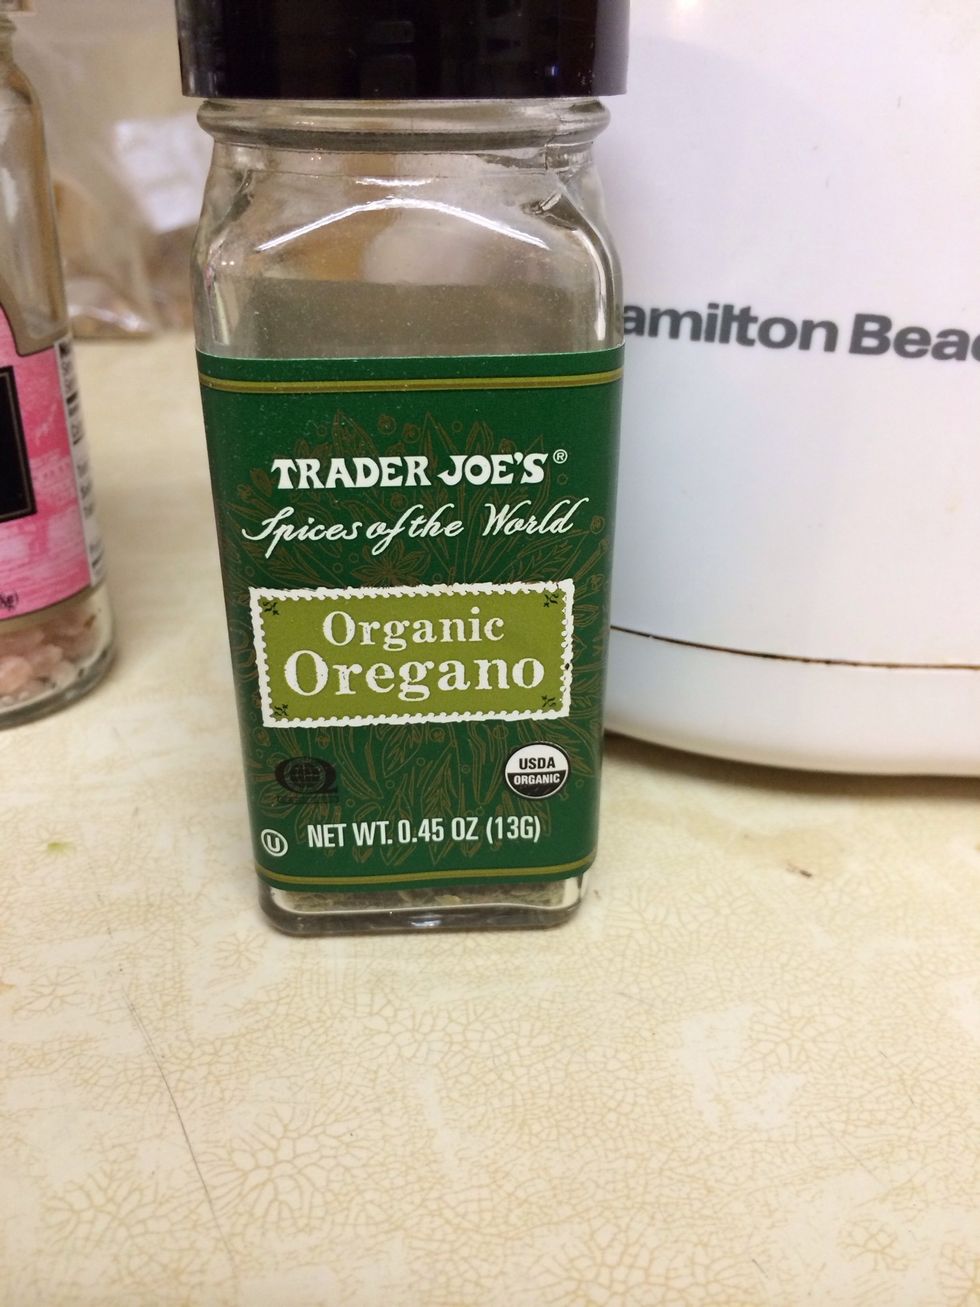 TRADER JOE'S®
Spices of the World
Organic
Oregano
USDA
ORGANIC
U
NET WT. 0.45 OZ (13G)
amilton Bea